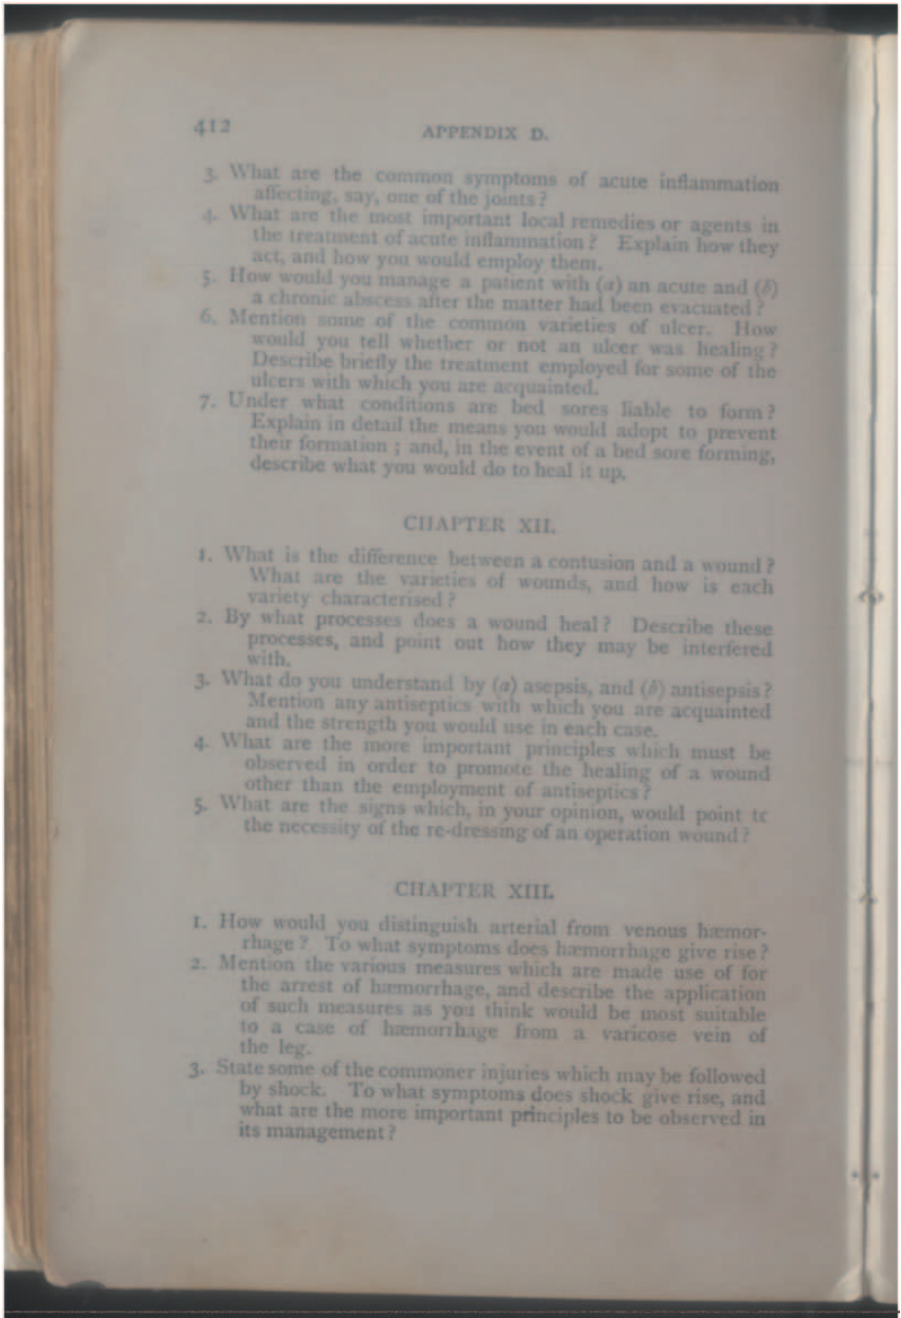 412
APPENDIX D.
3. What are the common symptoms of acute inflammation
affecting, say, one of the joints?
4. What are the most important local remedies or agents in
the treatment of acute inflammation? Explain how they
act, and how you would employ them.
5. How would you manage a patient with (a) an acute and (b)
a chronic abscess after the matter had been evacuated?
6. Mention some of the common varieties of ulcer. How
would you tell whether or not an ulcer was healing?
Describe briefly the treatment employed for some of the
ulcers with which you are acquainted.
7. Under what conditions are bed sores liable to form?
Explain in detail the means you would adopt to prevent
their formation; and, in the event of a bed sore forming,
describe what you would do to heal it up.
CHAPTER XII.
1. What is the difference between a contusion and a wound?
What are the varieties of wounds, and how is each
variety characterised?
2. By what processes does a wound heal? Describe these
processes, and point out how they may be interfered
with.
3. What do you understand by (a) asepsis, and (b) antisepsis?
Mention any antiseptics with which you are acquainted
and the strength you would use in each case.
4. What are the more important principles which must be
observed in order to promote the healing of a wound
other than the employment of antiseptics?
5. What are the signs which, in your opinion, would point to
the necessity of the re-dressing of an operation wound?
CHAPTER XIII.
1. How would you distinguish arterial from venous hæmor-
rhage? To what symptoms does hæmorrhage give rise?
2. Mention the various measures which are made use of for
the arrest of hæmorrhage, and describe the application
of such measures as you think would be most suitable
to a case of hæmorrhage from a varicose vein of
the leg.
3. State some of the commoner injuries which may be followed
by shock. To what symptoms does shock give rise, and
what are the more important principles to be observed in
its management?